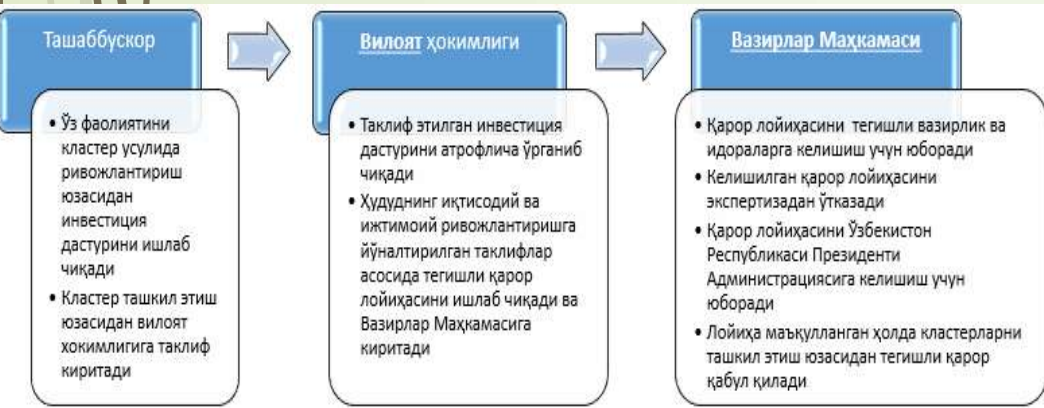 Ташаббускор
• Ўз фаолиятини
кластер усулида
ривожлантириш
юзасидан
инвестиция
дастурини ишлаб
чиқади
• Кластер ташкил этиш
юзасидан вилоят
хокимлигига таклиф
киритади
Вилоят ҳокимлиги
• Таклиф этилган инвестиция
дастурини атрофлича ўрганиб
чиқади
• Ҳудуднинг иқтисодий ва
ижтимоий ривожлантиришга
йўналтирилган таклифлар
асосида тегишли қарор
лойиҳасини ишлаб чиқади ва
Вазирлар Маҳкамасига
киритади
Вазирлар Маҳкамаси
• Қарор лойиҳасини тегишли вазирлик ва
идораларга келишиш учун юборади
• Келишилган қарор лойиҳасини
экспертизадан ўтказади
• Қарор лойиҳасини Ўзбекистон
Республикаси Президенти
Администрациясига келишиш учун
юборади
• Лойиҳа маъқулланган ҳолда кластерларни
ташкил этиш юзасидан тегишли қарор
қабул қилади